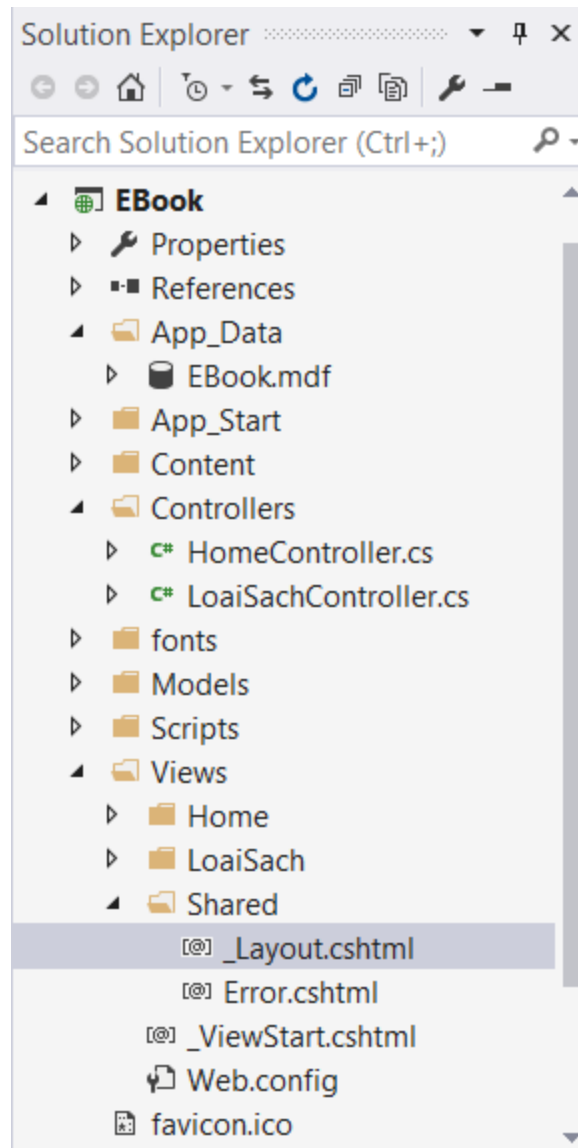 Solution Explorer
Search Solution Explorer (Ctrl+;)
EBook
Properties
References
App_Data
EBook.mdf
App_Start
Content
Controllers
C# HomeController.cs
C# LoaiSachController.cs
fonts
Models
Scripts
Views
Home
LoaiSach
Shared
[@] _Layout.cshtml
[@] Error.cshtml
[@] _ViewStart.cshtml
Web.config
favicon.ico